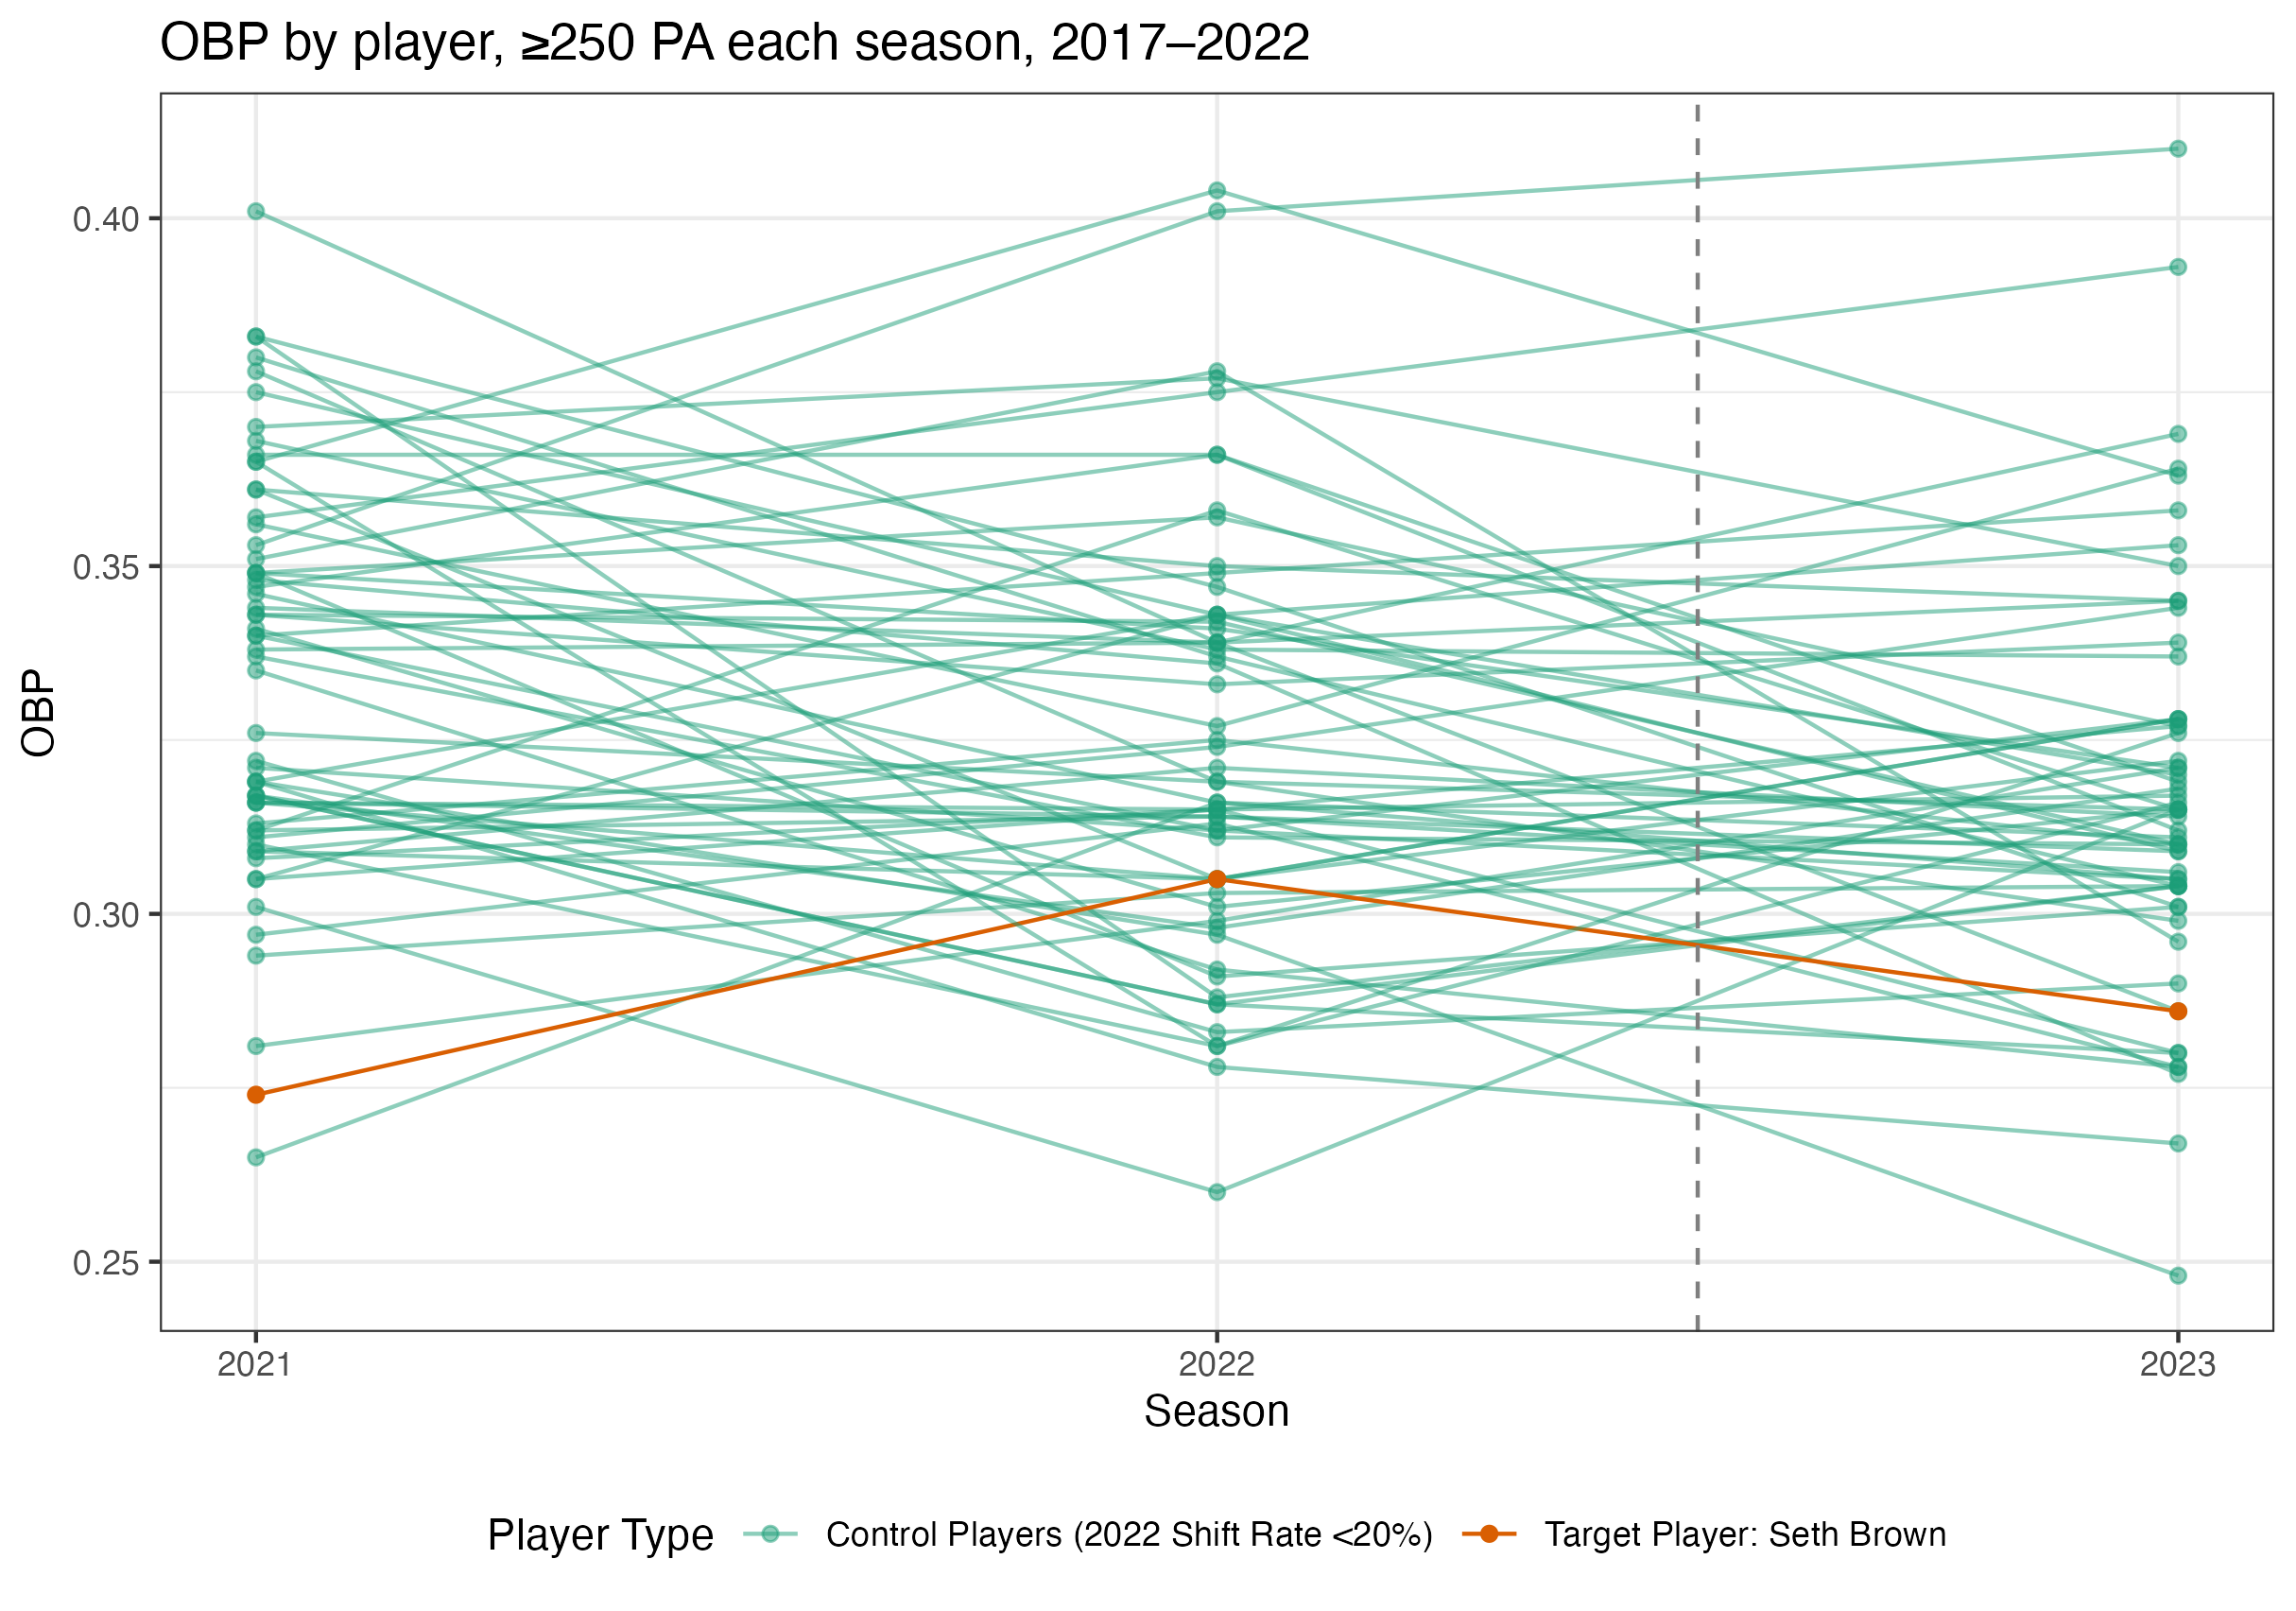 OBP by player, ≥250 PA each season, 2017–2022
OBP
0.40
0.35
0.30
0.25
2021
2022
2023
Season
Player Type
Control Players (2022 Shift Rate <20%)
Target Player: Seth Brown